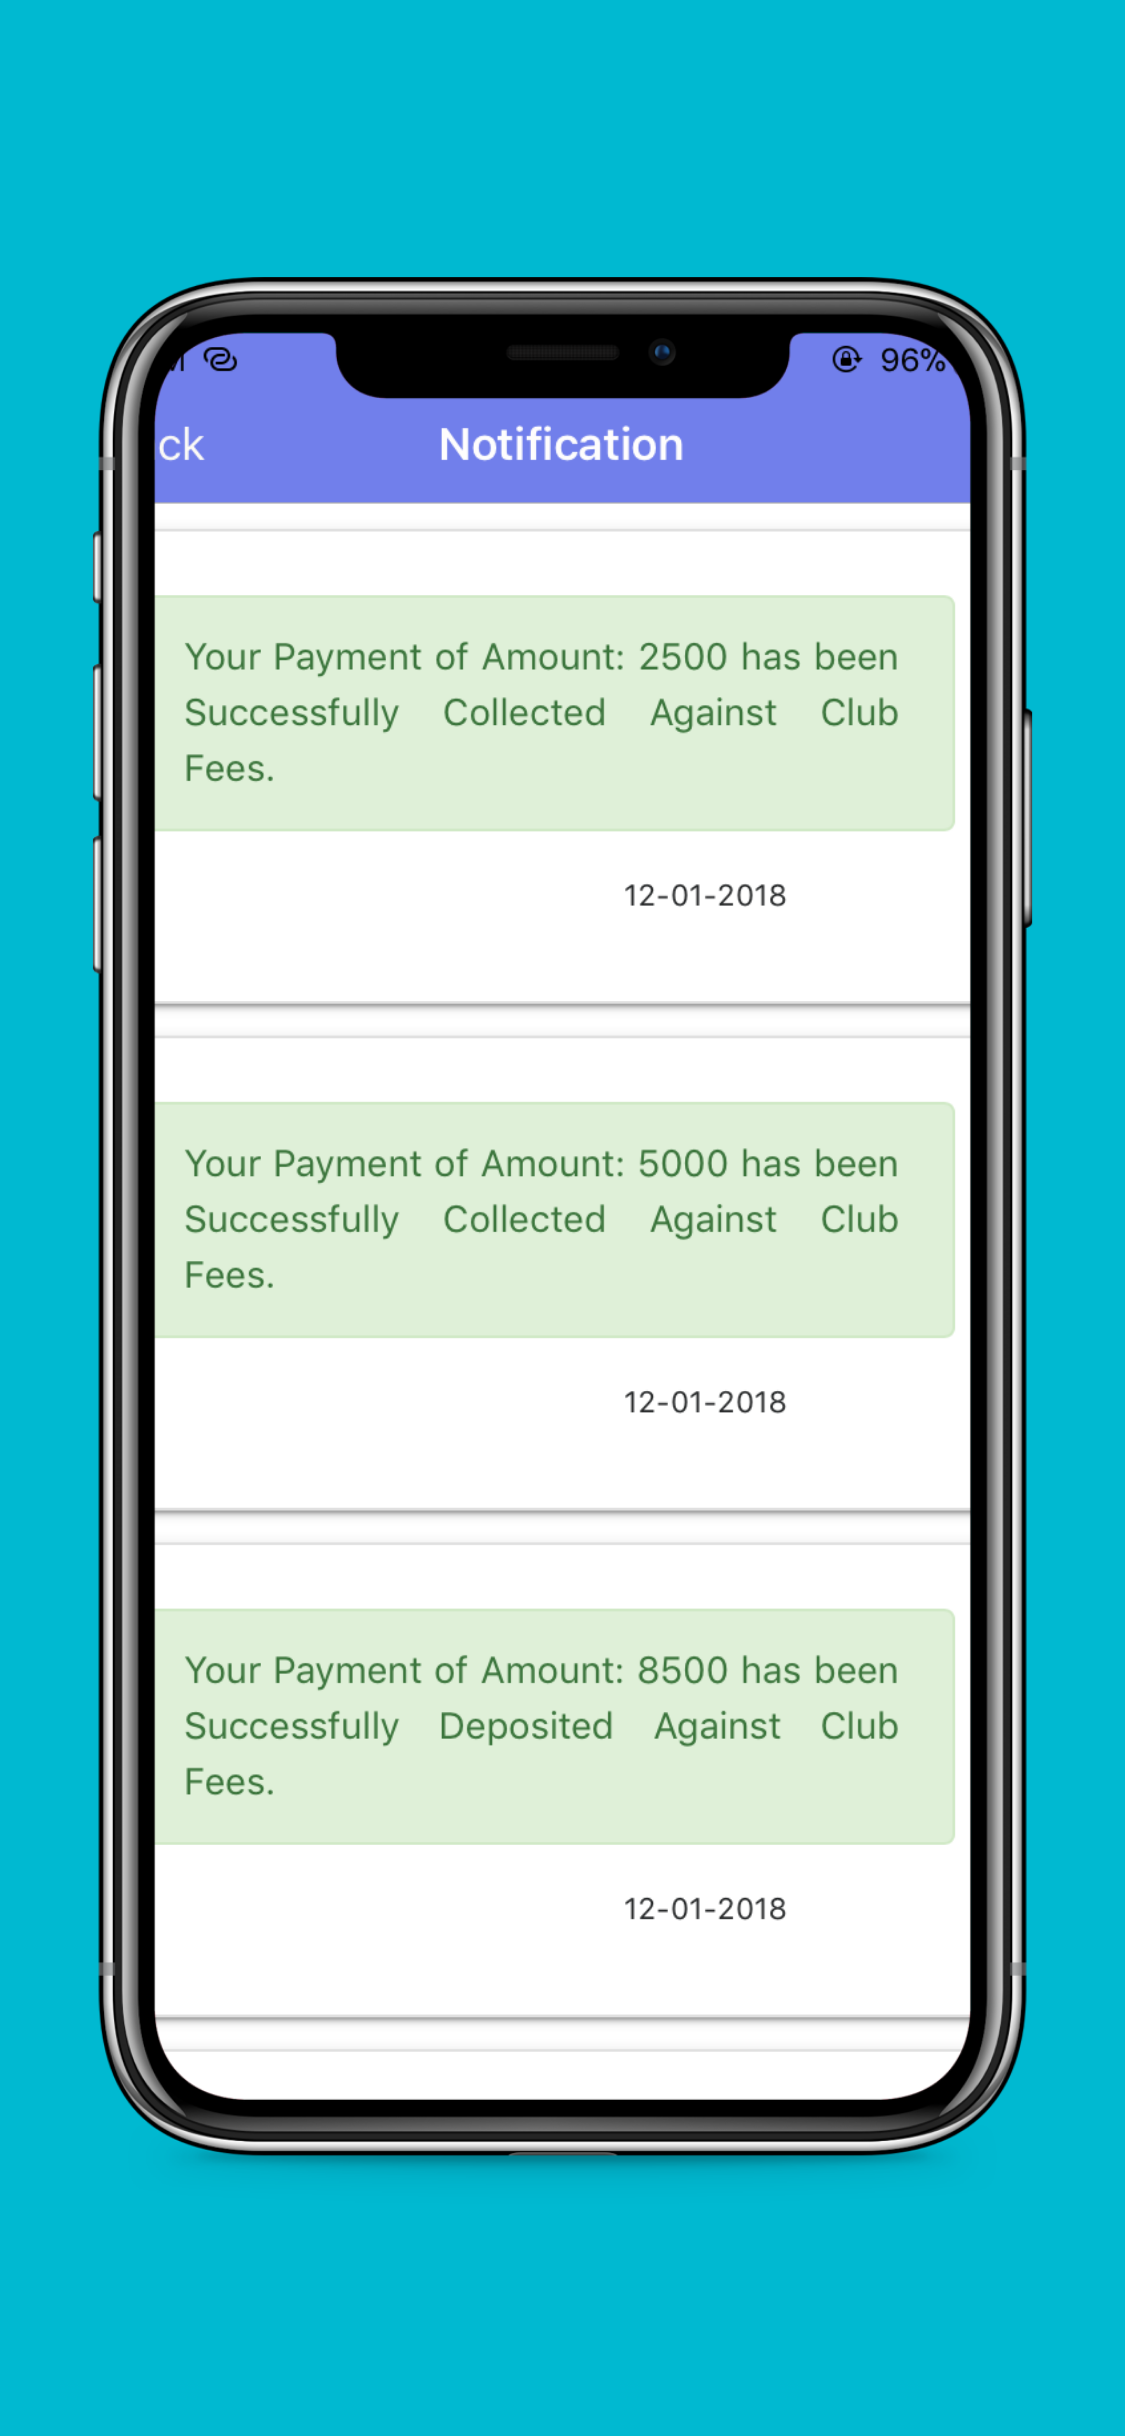 96%
Notification
Your Payment of Amount: 2500 has been
Successfully Collected Against Club
Fees.
12-01-2018
Your Payment of Amount: 5000 has been
Successfully Collected Against Club
Fees.
12-01-2018
Your Payment of Amount: 8500 has been
Successfully Deposited Against Club
Fees.
12-01-2018